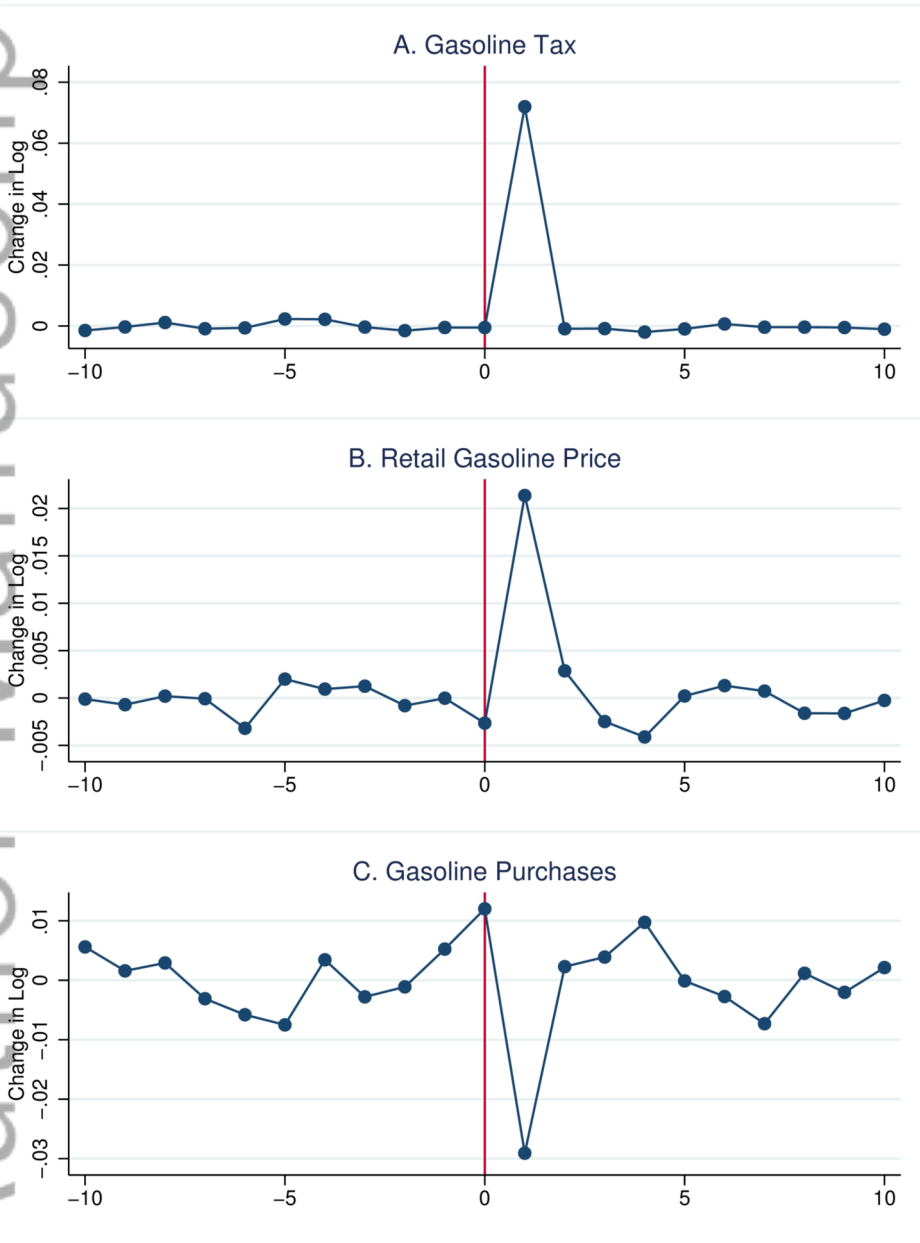 A. Gasoline Tax
Change in Log
.08
.06
.04
.02
0
−10 −5 0 5 10
B. Retail Gasoline Price
Change in Log
.02
.015
.01
.005
0
−.005
−10 −5 0 5 10
C. Gasoline Purchases
Change in Log
.01
0
−.01
−.02
−.03
−10 −5 0 5 10